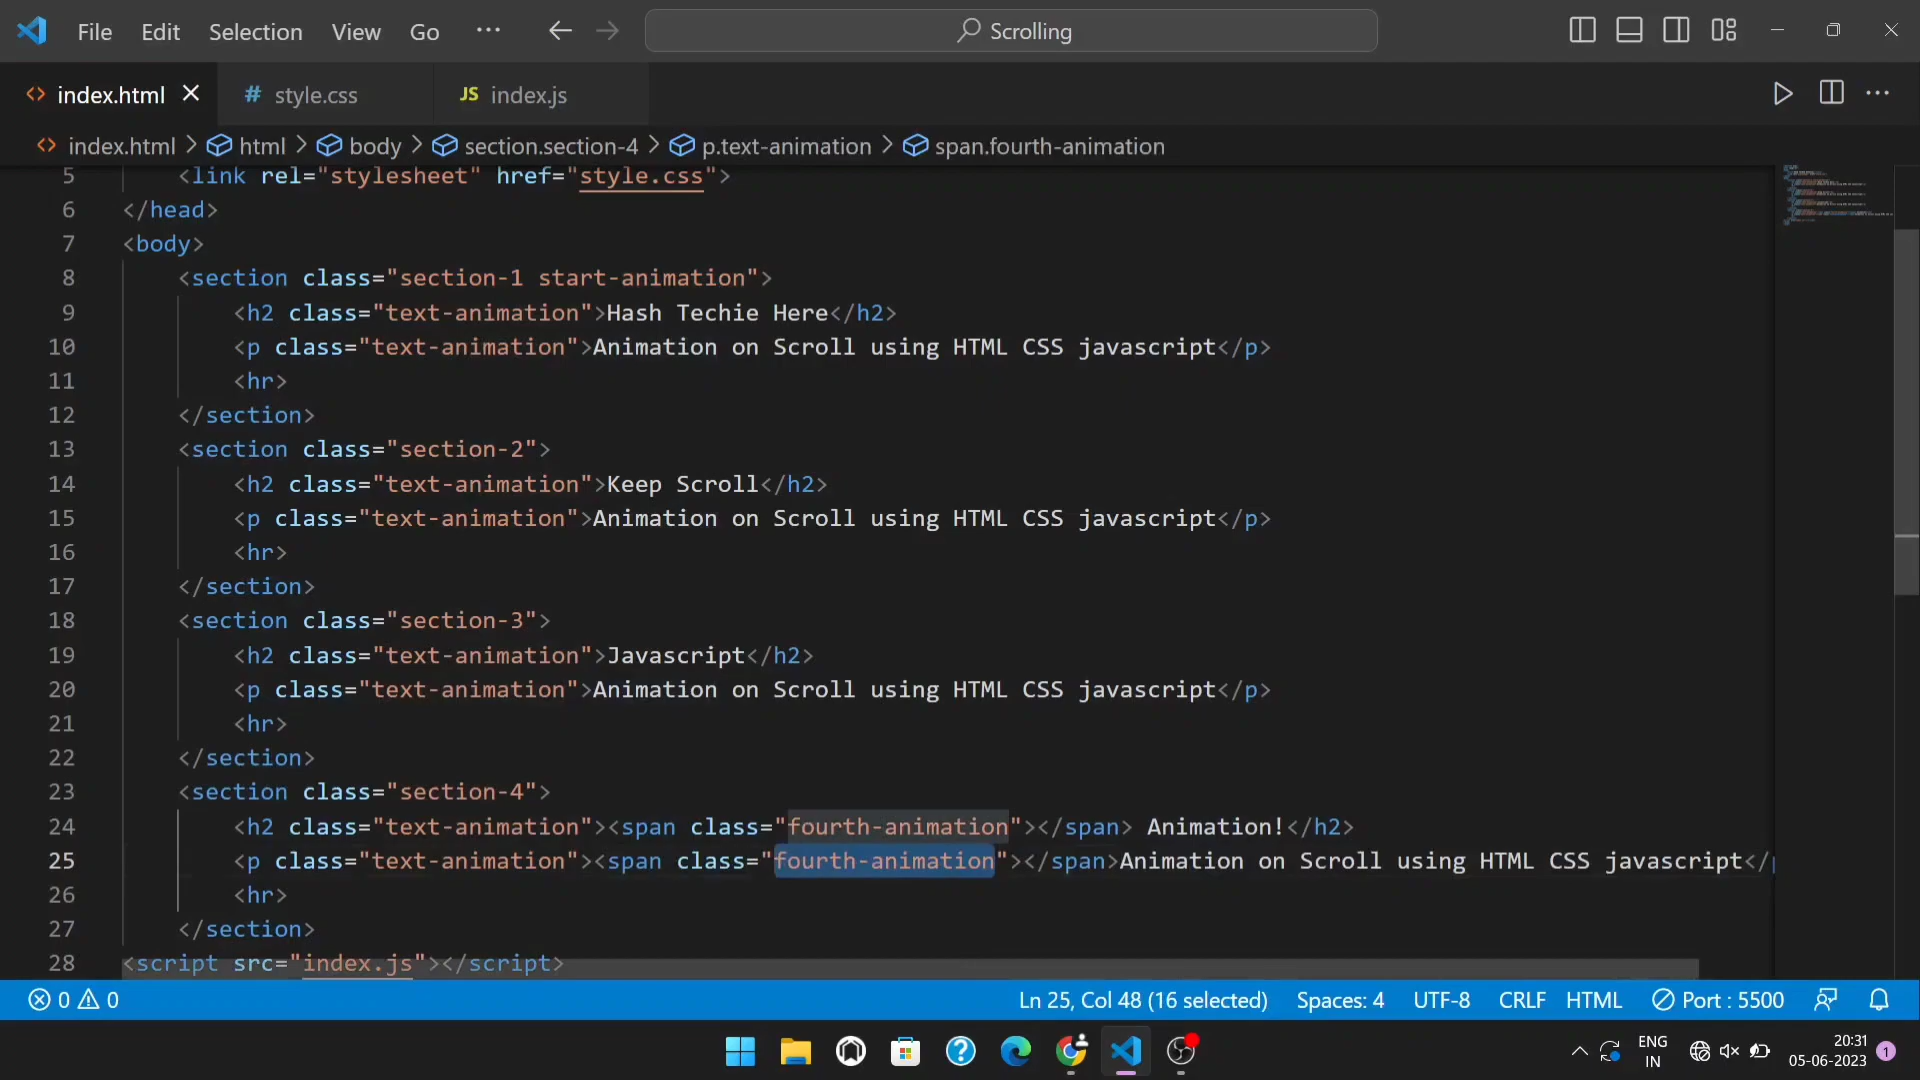 File Edit Selection View Go ··· Scrolling
index.html # style.css JS index.js
index.html > html > body > section.section-4 > p.text-animation > span.fourth-animation
5 <link rel="stylesheet" href="style.css">
6 </head>
7 <body>
8 <section class="section-1 start-animation">
9 <h2 class="text-animation">Hash Techie Here</h2>
10 <p class="text-animation">Animation on Scroll using HTML CSS javascript</p>
11 <hr>
12 </section>
13 <section class="section-2">
14 <h2 class="text-animation">Keep Scroll</h2>
15 <p class="text-animation">Animation on Scroll using HTML CSS javascript</p>
16 <hr>
17 </section>
18 <section class="section-3">
19 <h2 class="text-animation">Javascript</h2>
20 <p class="text-animation">Animation on Scroll using HTML CSS javascript</p>
21 <hr>
22 </section>
23 <section class="section-4">
24 <h2 class="text-animation"><span class="fourth-animation"></span> Animation!</h2>
25 <p class="text-animation"><span class="fourth-animation"></span>Animation on Scroll using HTML CSS javascript</
26 <hr>
27 </section>
28 <script src="index.js"></script>
0 0 Ln 25, Col 48 (16 selected) Spaces: 4 UTF-8 CRLF HTML Port : 5500
ENG 20:31
IN 05-06-2023 1